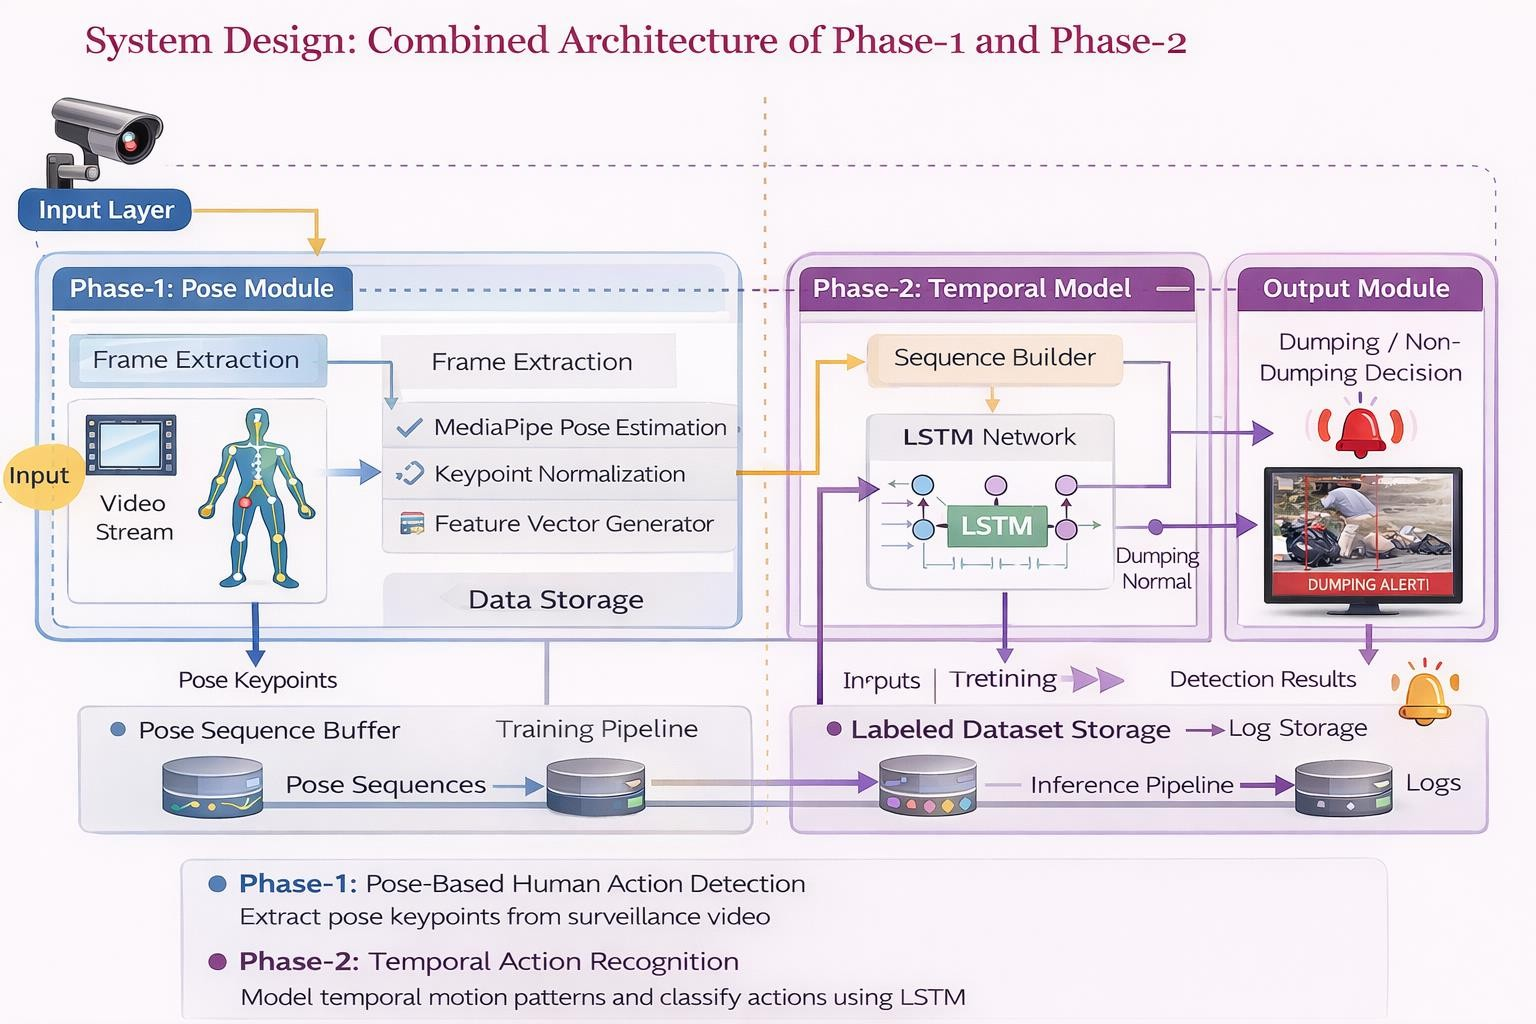 System Design: Combined Architecture of Phase-1 and Phase-2
Input Layer
Phase-1: Pose Module
Frame Extraction
Frame Extraction
Input
Video
Stream
MediaPipe Pose Estimation
Keypoint Normalization
Feature Vector Generator
Data Storage
Phase-2: Temporal Model
Sequence Builder
LSTM Network
LSTM
Dumping
Normal
Output Module
Dumping / Non-
Dumping Decision
DUMPING ALERT!
Pose Keypoints
Tretining
Detection Results
Pose Sequence Buffer
Training Pipeline
Pose Sequences
Labeled Dataset Storage
Log Storage
Inference Pipeline
Logs
Phase-1: Pose-Based Human Action Detection
Extract pose keypoints from surveillance video
Phase-2: Temporal Action Recognition
Model temporal motion patterns and classify actions using LSTM